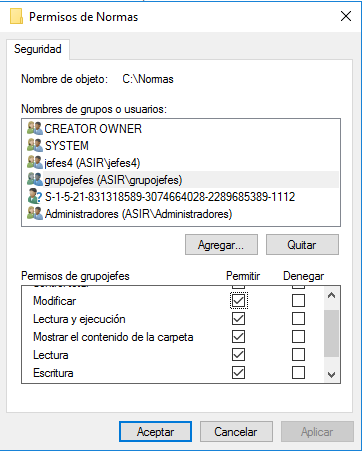 Permisos de Normas
Seguridad
Nombre de objeto: C:\Normas
Nombres de grupos o usuarios:
CREATOR OWNER
SYSTEM
jefes4 (ASIR\jefes4)
grupojefes (ASIR\grupojefes)
S-1-5-21-831318589-3074664028-2289685389-1112
Administradores (ASIR\Administradores)
Agregar... Quitar
Permisos de grupojefes Permitir Denegar
Modificar
Lectura y ejecución
Mostrar el contenido de la carpeta
Lectura
Escritura
Aceptar Cancelar Aplicar